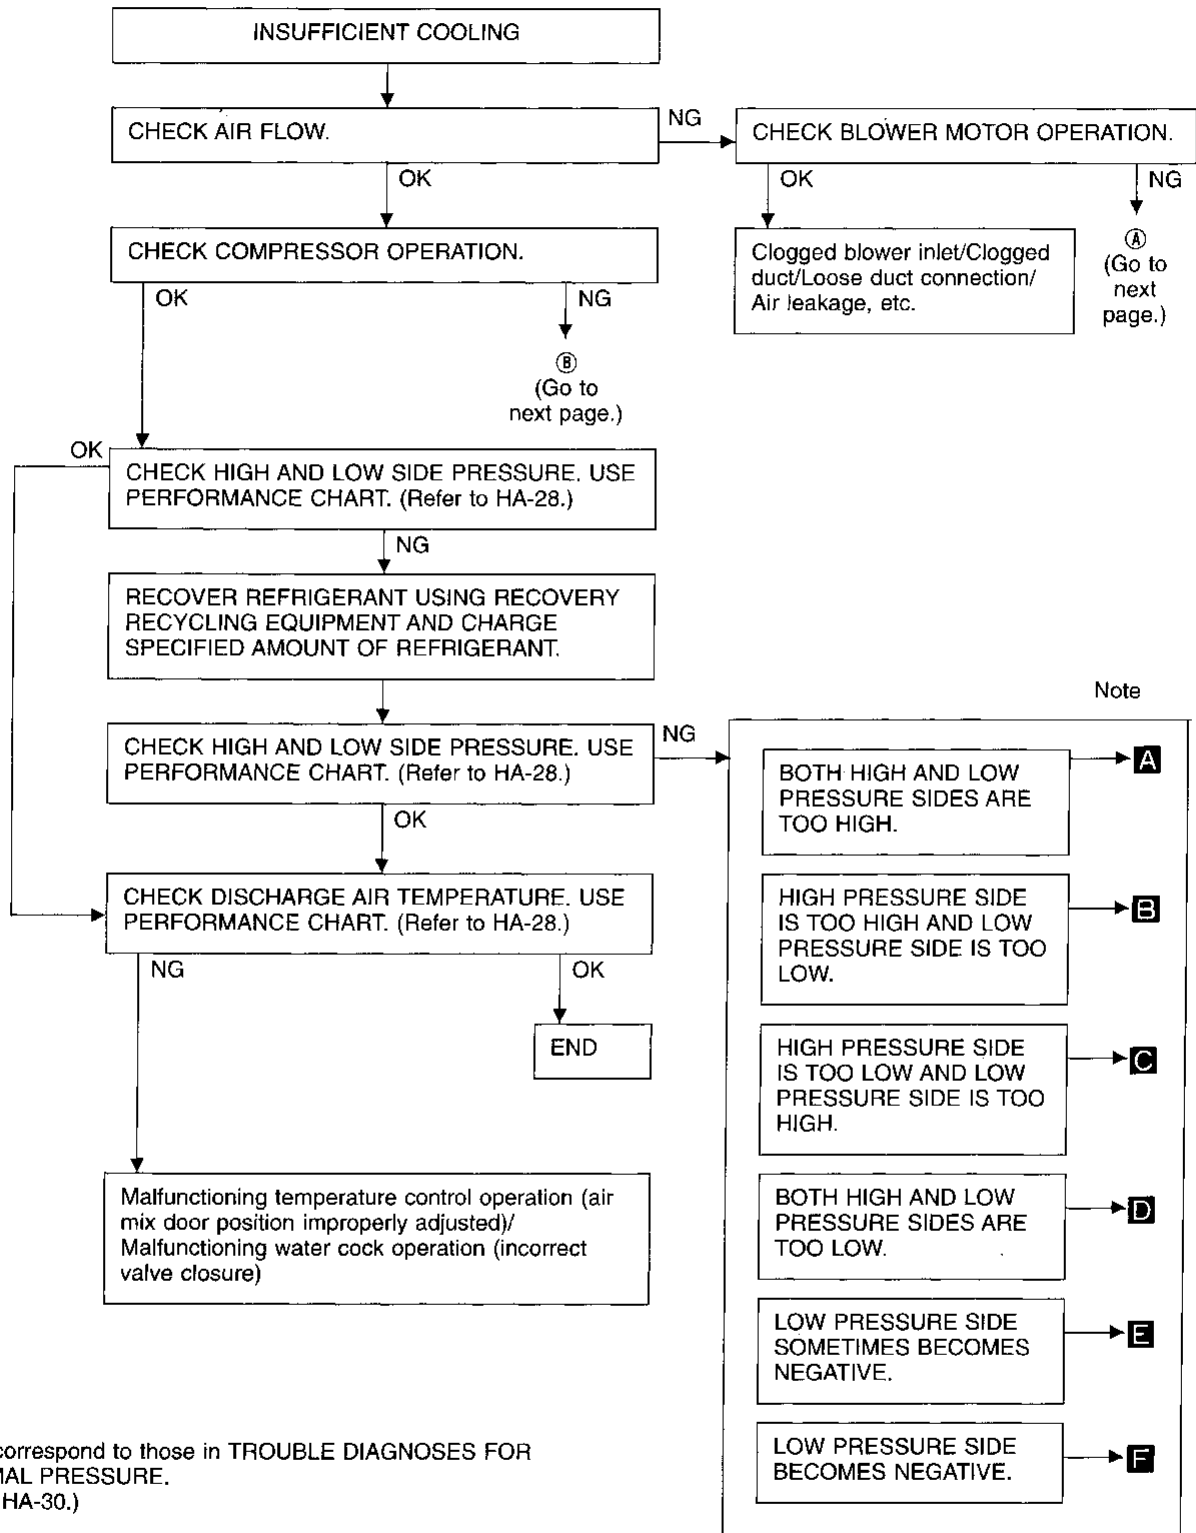 INSUFFICIENT COOLING
CHECK AIR FLOW.
NG
CHECK BLOWER MOTOR OPERATION.
OK
OK
NG
CHECK COMPRESSOR OPERATION.
Clogged blower inlet/Clogged
duct/Loose duct connection/
Air leakage, etc.
Ⓐ
(Go to
next
page.)
OK
NG
Ⓑ
(Go to
next page.)
OK
CHECK HIGH AND LOW SIDE PRESSURE. USE
PERFORMANCE CHART. (Refer to HA-28.)
NG
RECOVER REFRIGERANT USING RECOVERY
RECYCLING EQUIPMENT AND CHARGE
SPECIFIED AMOUNT OF REFRIGERANT.
Note
CHECK HIGH AND LOW SIDE PRESSURE. USE
PERFORMANCE CHART. (Refer to HA-28.)
NG
OK
BOTH HIGH AND LOW
PRESSURE SIDES ARE
TOO HIGH.
A
CHECK DISCHARGE AIR TEMPERATURE. USE
PERFORMANCE CHART. (Refer to HA-28.)
NG
OK
END
HIGH PRESSURE SIDE
IS TOO HIGH AND LOW
PRESSURE SIDE IS TOO
LOW.
B
HIGH PRESSURE SIDE
IS TOO LOW AND LOW
PRESSURE SIDE IS TOO
HIGH.
C
Malfunctioning temperature control operation (air
mix door position improperly adjusted)/
Malfunctioning water cock operation (incorrect
valve closure)
BOTH HIGH AND LOW
PRESSURE SIDES ARE
TOO LOW.
D
LOW PRESSURE SIDE
SOMETIMES BECOMES
NEGATIVE.
E
LOW PRESSURE SIDE
BECOMES NEGATIVE.
F
correspond to those in TROUBLE DIAGNOSES FOR
MAL PRESSURE.
HA-30.)